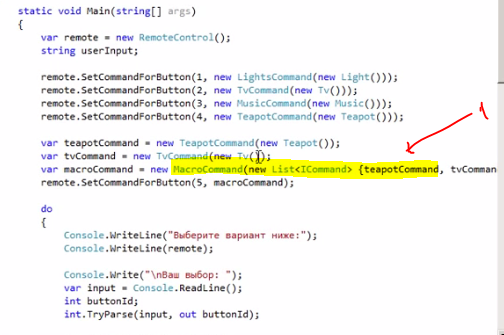 static void Main(string[] args)
{
var remote = new RemoteControl();
string userInput;
remote.SetCommandForButton(1, new LightsCommand(new Light()));
remote.SetCommandForButton(2, new TvCommand(new Tv()));
remote.SetCommandForButton(3, new MusicCommand(new Music()));
remote.SetCommandForButton(4, new TeapotCommand(new Teapot()));
var teapotCommand = new TeapotCommand(new Teapot());
var tvCommand = new TvCommand(new Tv());
var macroCommand = new MacroCommand(new List<ICommand> {teapotCommand, tvComman
remote.SetCommandForButton(5, macroCommand);
do
{
Console.WriteLine("Выберите вариант ниже:");
Console.WriteLine(remote);
Console.Write("\nВаш выбор: ");
var input = Console.ReadLine();
int buttonId;
int.TryParse(input, out buttonId);